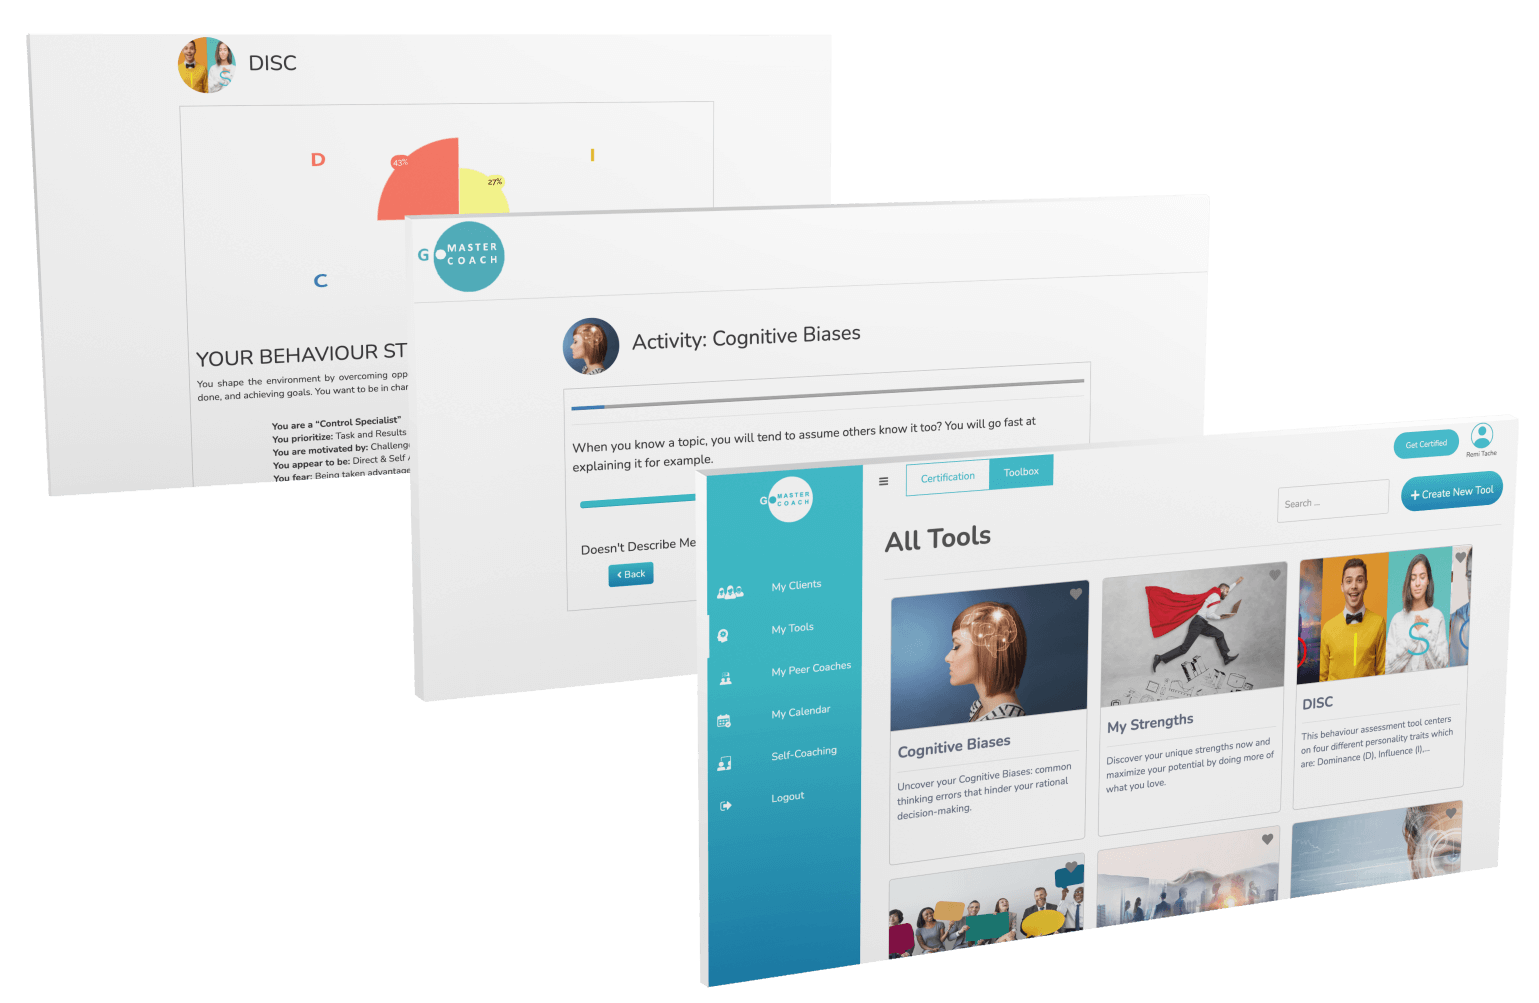 DISC
D
I
43%
27%
C
YOUR BEHAVIOUR ST
You shape the environment by overcoming opp
done, and achieving goals. You want to be in char
You are a “Control Specialist”
You prioritize: Task and Results
You are motivated by: Challeng
You appear to be: Direct & Self
You fear: Being taken advantage
G MASTER
COACH
Activity: Cognitive Biases
When you know a topic, you will tend to assume others know it too? You will go fast at
explaining it for example.
Doesn't Describe Me
Back
G MASTER
COACH
Certification
Toolbox
Get Certified
Remi Tache
Search ...
+ Create New Tool
All Tools
My Clients
My Tools
My Peer Coaches
My Calendar
Self-Coaching
Logout
Cognitive Biases
Uncover your Cognitive Biases: common
thinking errors that hinder your rational
decision-making.
My Strengths
Discover your unique strengths now and
maximize your potential by doing more of
what you love.
I
S
DISC
This behaviour assessment tool centers
on four different personality traits which
are: Dominance (D), Influence (I),...